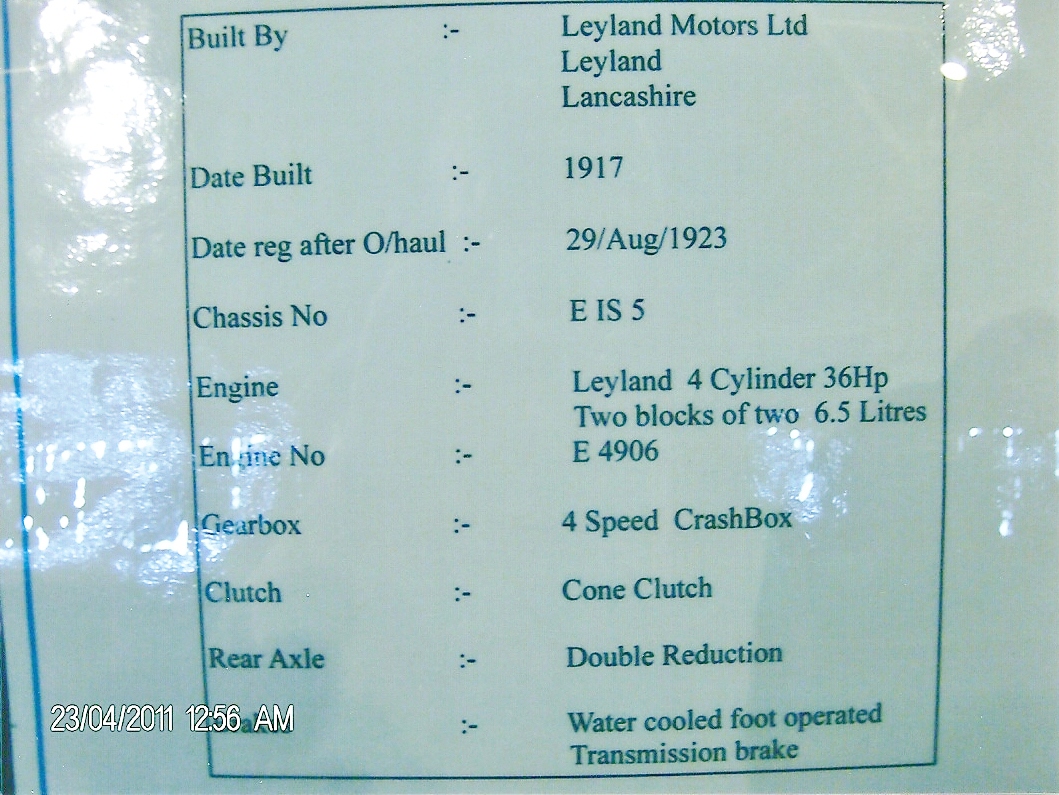 Built By :- Leyland Motors Ltd
Leyland
Lancashire
Date Built :- 1917
Date reg after O/haul :- 29/Aug/1923
Chassis No :- E IS 5
Engine :- Leyland 4 Cylinder 36Hp
Two blocks of two 6.5 Litres
Engine No :- E 4906
Gearbox :- 4 Speed CrashBox
Clutch :- Cone Clutch
Rear Axle :- Double Reduction
:- Water cooled foot operated
Transmission brake
23/04/2011 12:56 AM